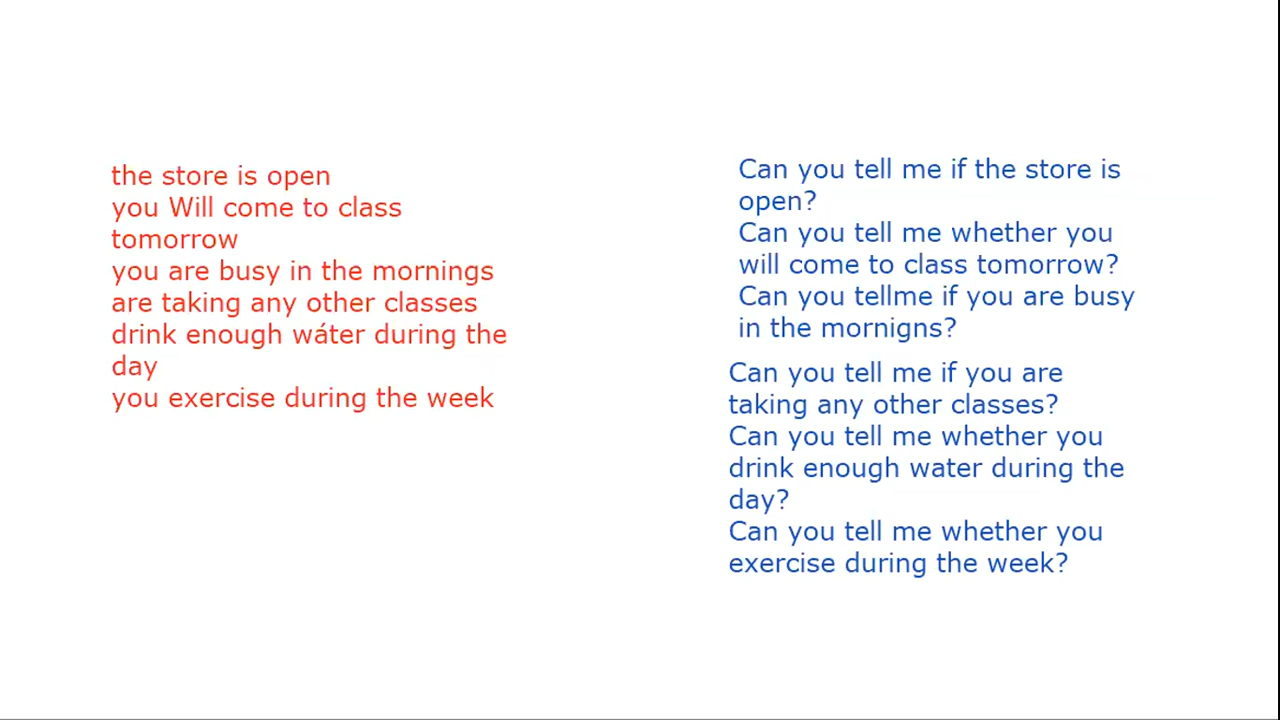 the store is open
you Will come to class
tomorrow
you are busy in the mornings
are taking any other classes
drink enough wáter during the
day
you exercise during the week
Can you tell me if the store is
open?
Can you tell me whether you
will come to class tomorrow?
Can you tellme if you are busy
in the mornigns?
Can you tell me if you are
taking any other classes?
Can you tell me whether you
drink enough water during the
day?
Can you tell me whether you
exercise during the week?